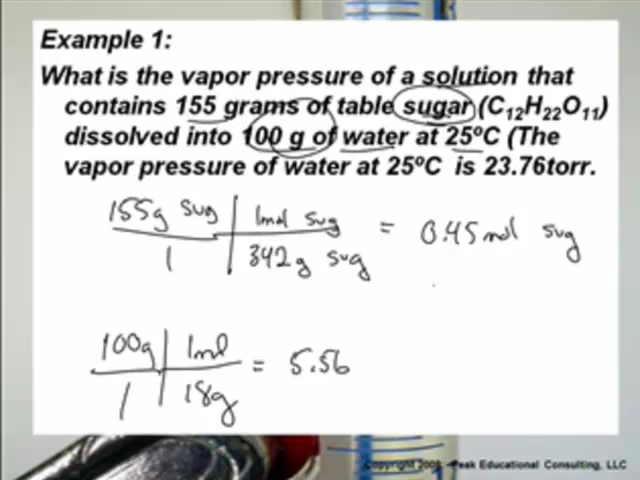 Example 1:
What is the vapor pressure of a solution that
contains 155 grams of table sugar (C₁₂H₂₂O₁₁)
dissolved into 100 g of water at 25ºC (The
vapor pressure of water at 25ºC is 23.76torr.
155g sug | 1mol sug = 0.45 mol sug
1 | 342g sug
100g | 1mol = 5.56
1 | 18g
Copyright 2008 Peak Educational Consulting, LLC